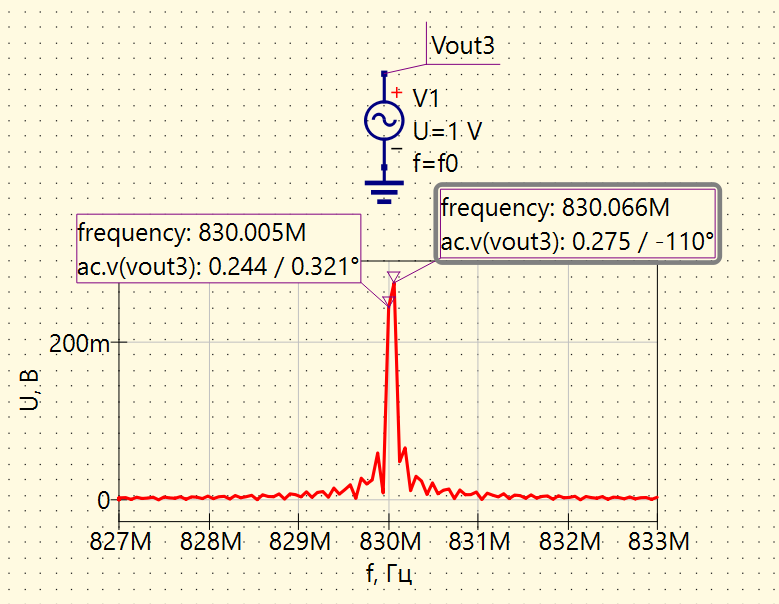 Vout3
+
V1
U=1 V
−
f=f0
frequency: 830.066M
ac.v(vout3): 0.275 / -110°
frequency: 830.005M
ac.v(vout3): 0.244 / 0.321°
200m
U, В
0
827M 828M 829M 830M 831M 832M 833M
f, Гц